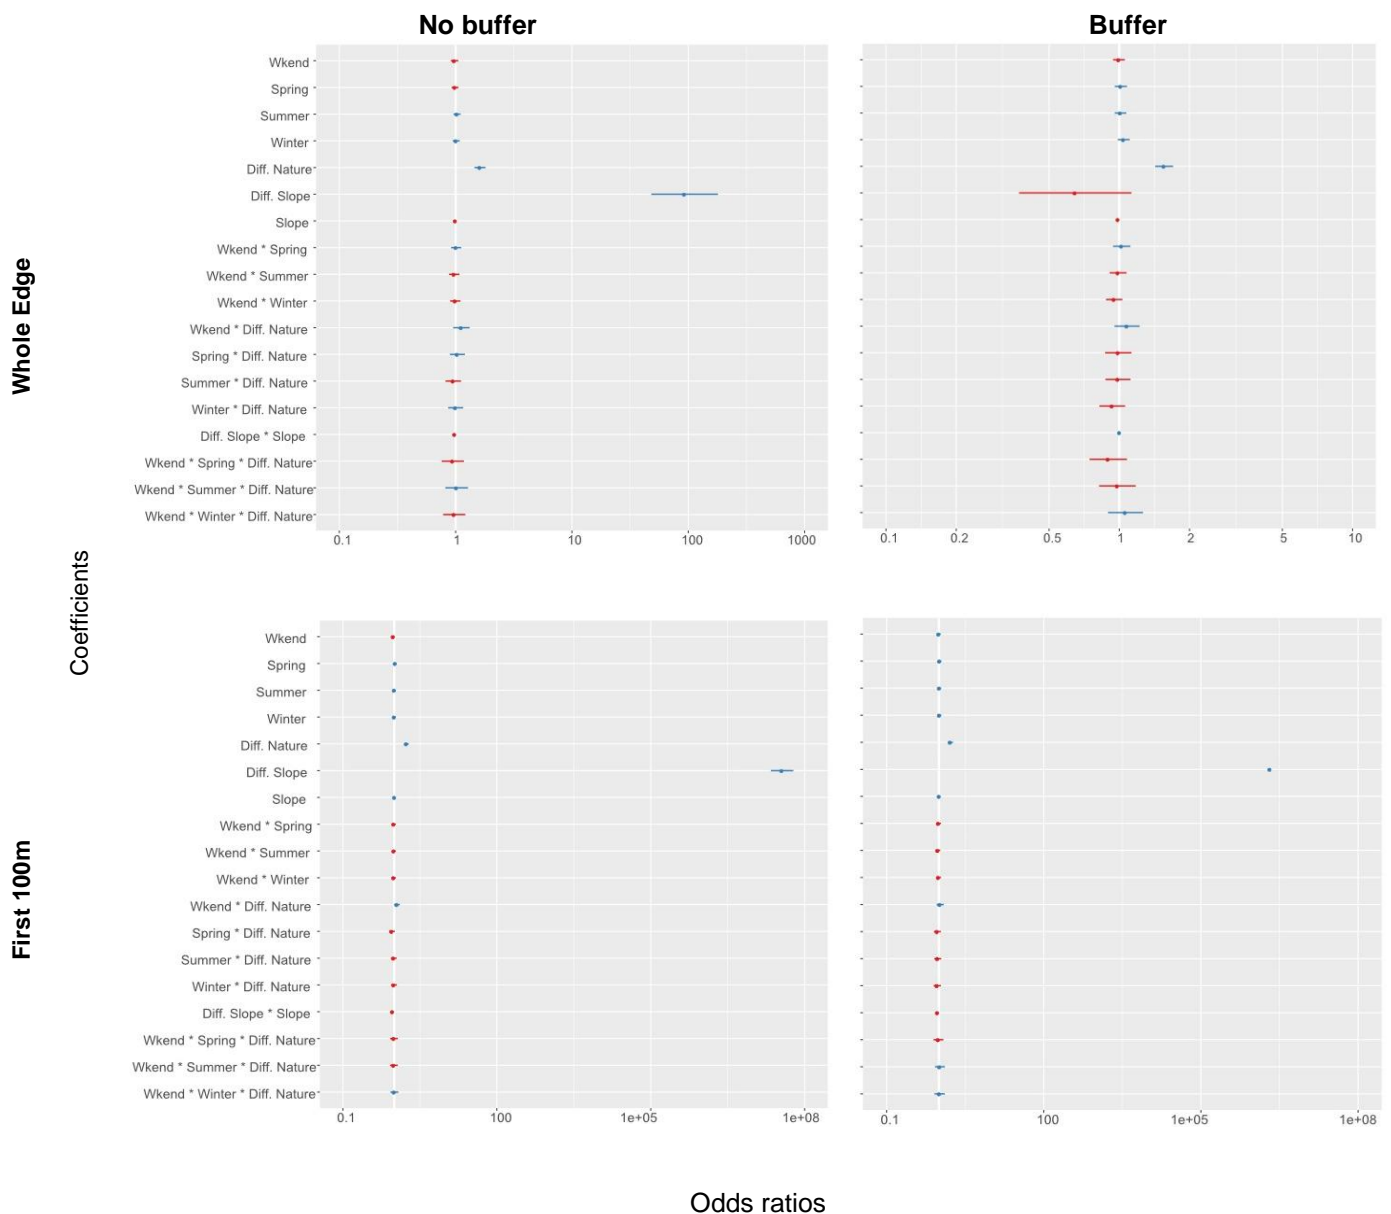 No buffer
Buffer
Whole Edge
Wkend
Spring
Summer
Winter
Diff. Nature
Diff. Slope
Slope
Wkend * Spring
Wkend * Summer
Wkend * Winter
Wkend * Diff. Nature
Spring * Diff. Nature
Summer * Diff. Nature
Winter * Diff. Nature
Diff. Slope * Slope
Wkend * Spring * Diff. Nature
Wkend * Summer * Diff. Nature
Wkend * Winter * Diff. Nature
0.1 1 10 100 1000
0.1 0.2 0.5 1 2 5 10
Coefficients
First 100m
Wkend
Spring
Summer
Winter
Diff. Nature
Diff. Slope
Slope
Wkend * Spring
Wkend * Summer
Wkend * Winter
Wkend * Diff. Nature
Spring * Diff. Nature
Summer * Diff. Nature
Winter * Diff. Nature
Diff. Slope * Slope
Wkend * Spring * Diff. Nature
Wkend * Summer * Diff. Nature
Wkend * Winter * Diff. Nature
0.1 100 1e+05 1e+08
0.1 100 1e+05 1e+08
Odds ratios